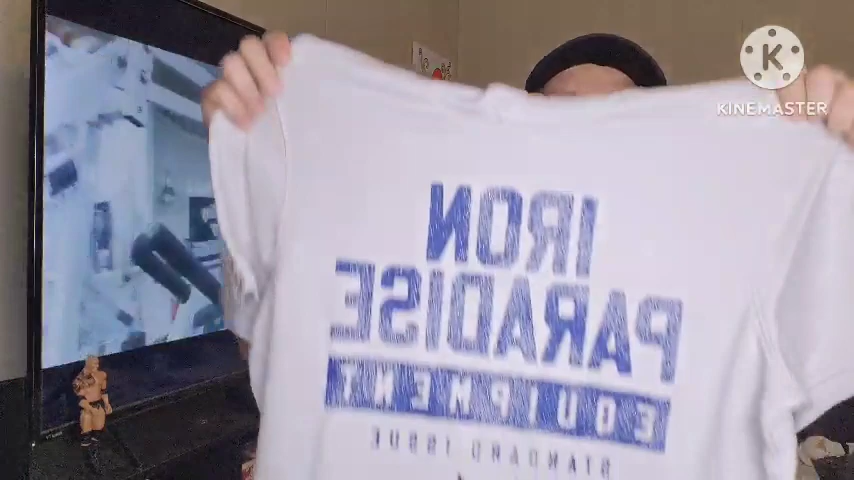 KINEMASTER
IRON
PARADISE
EQUIPMENT
STANDARD ISSUE